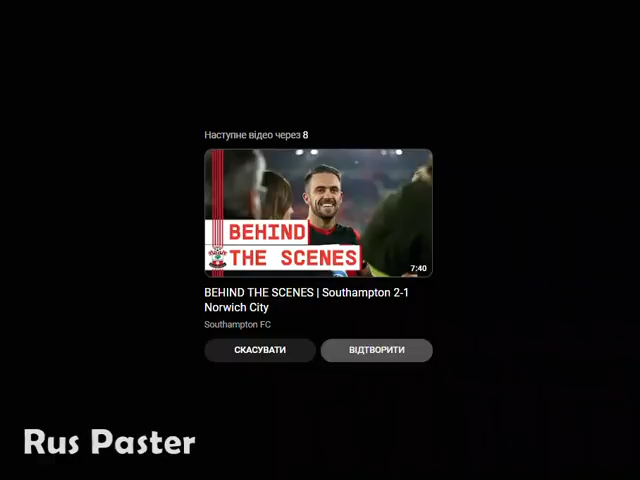 Наступне відео через 8
BEHIND
THE SCENES
7:40
BEHIND THE SCENES | Southampton 2-1
Norwich City
Southampton FC
СКАСУВАТИ
ВІДТВОРИТИ
Rus Paster